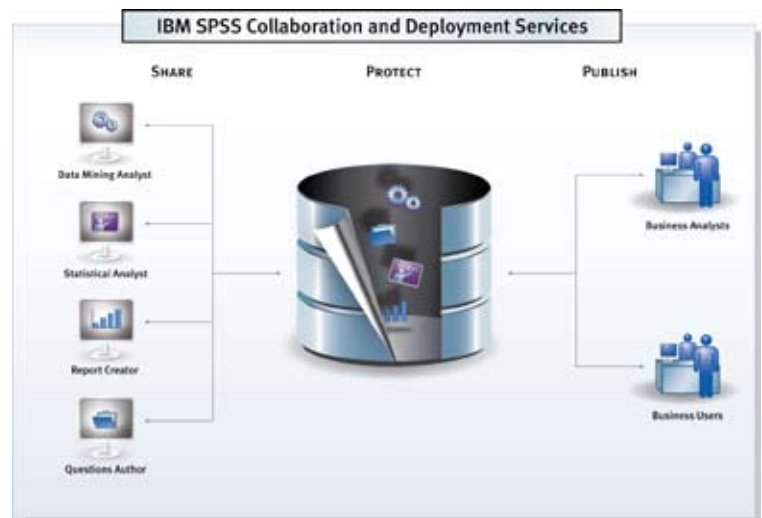 IBM SPSS Collaboration and Deployment Services
SHARE
PROTECT
PUBLISH
Data Mining Analyst
Statistical Analyst
Report Creator
Questions Author
Business Analysts
Business Users